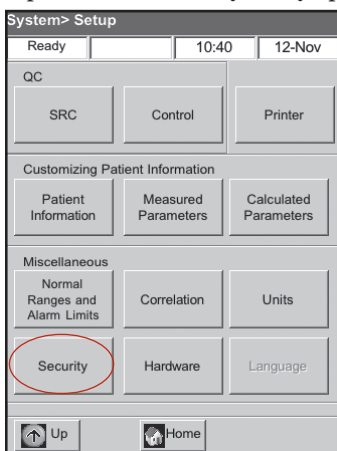 System> Setup
Ready 10:40 12-Nov
QC
SRC Control Printer
Customizing Patient Information
Patient Information Measured Parameters Calculated Parameters
Miscellaneous
Normal Ranges and Alarm Limits Correlation Units
Security Hardware Language
Up Home